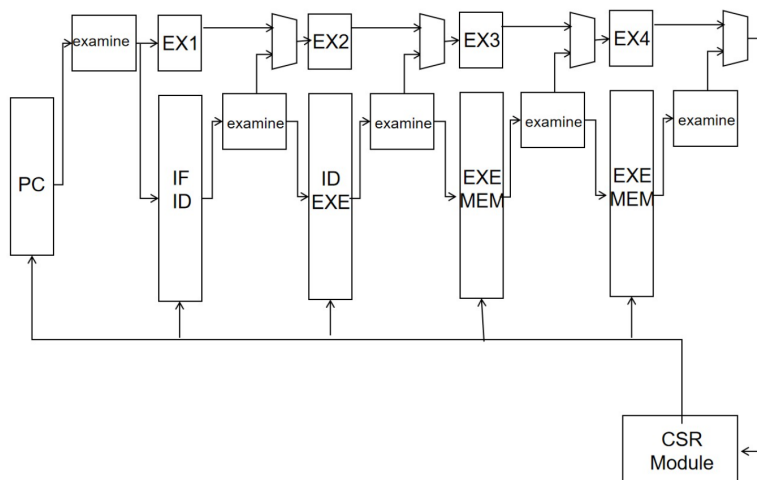 examine
EX1
EX2
EX3
EX4
examine
examine
examine
examine
PC
IF
ID
ID
EXE
EXE
MEM
EXE
MEM
CSR
Module